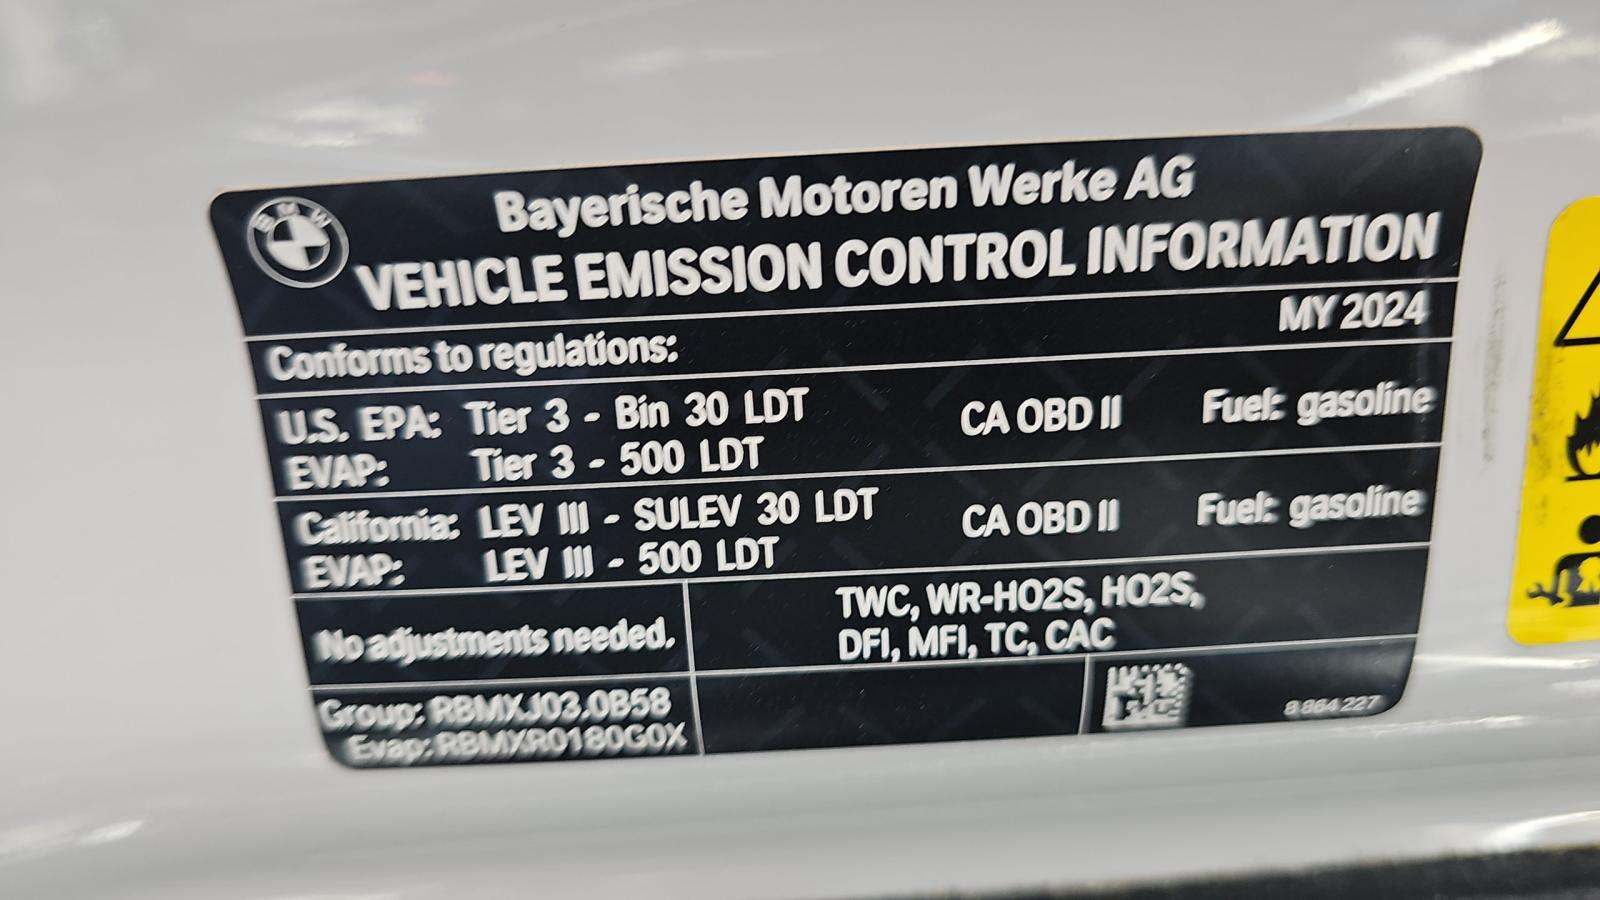 BMW
Bayerische Motoren Werke AG
VEHICLE EMISSION CONTROL INFORMATION
MY 2024
Conforms to regulations:
U.S. EPA: Tier 3 - Bin 30 LDT CA OBD II Fuel: gasoline
EVAP: Tier 3 - 500 LDT
California: LEV III - SULEV 30 LDT CA OBD II Fuel: gasoline
EVAP: LEV III - 500 LDT
No adjustments needed.
TWC, WR-HO2S, HO2S,
DFI, MFI, TC, CAC
Group: RBMXJ03.0B58
Evap: RBMXR0180G0X
8 864 227